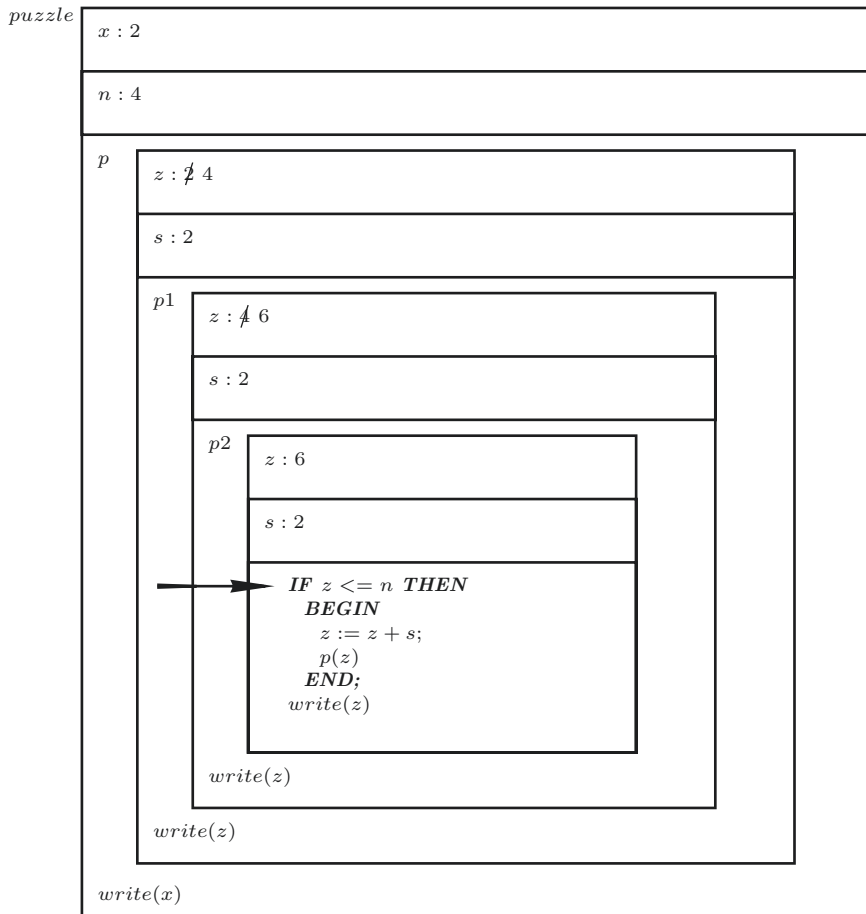 puzzle
x : 2
n : 4
p
z : 2 4
s : 2
p1
z : 4 6
s : 2
p2
z : 6
s : 2
IF z <= n THEN
BEGIN
z := z + s;
p(z)
END;
write(z)
write(z)
write(z)
write(x)